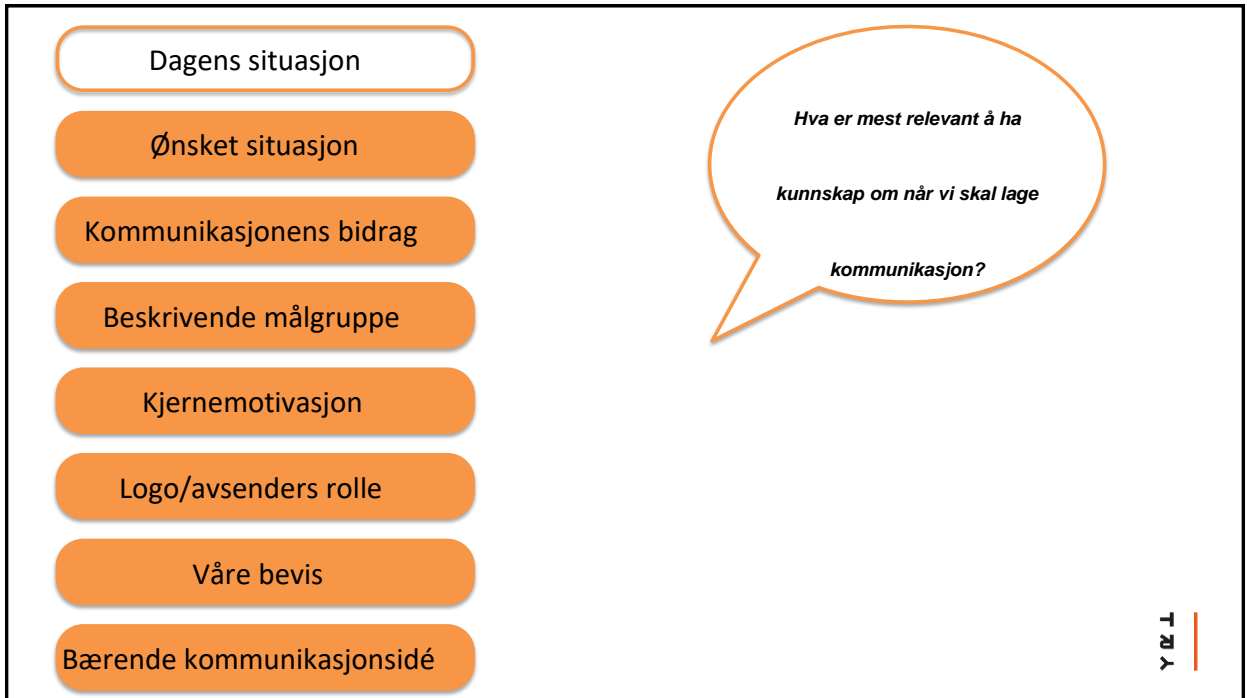 Dagens situasjon
Ønsket situasjon
Kommunikasjonens bidrag
Beskrivende målgruppe
Kjernemotivasjon
Logo/avsenders rolle
Våre bevis
Bærende kommunikasjonsidé
Hva er mest relevant å ha
kunnskap om når vi skal lage
kommunikasjon?
TRY